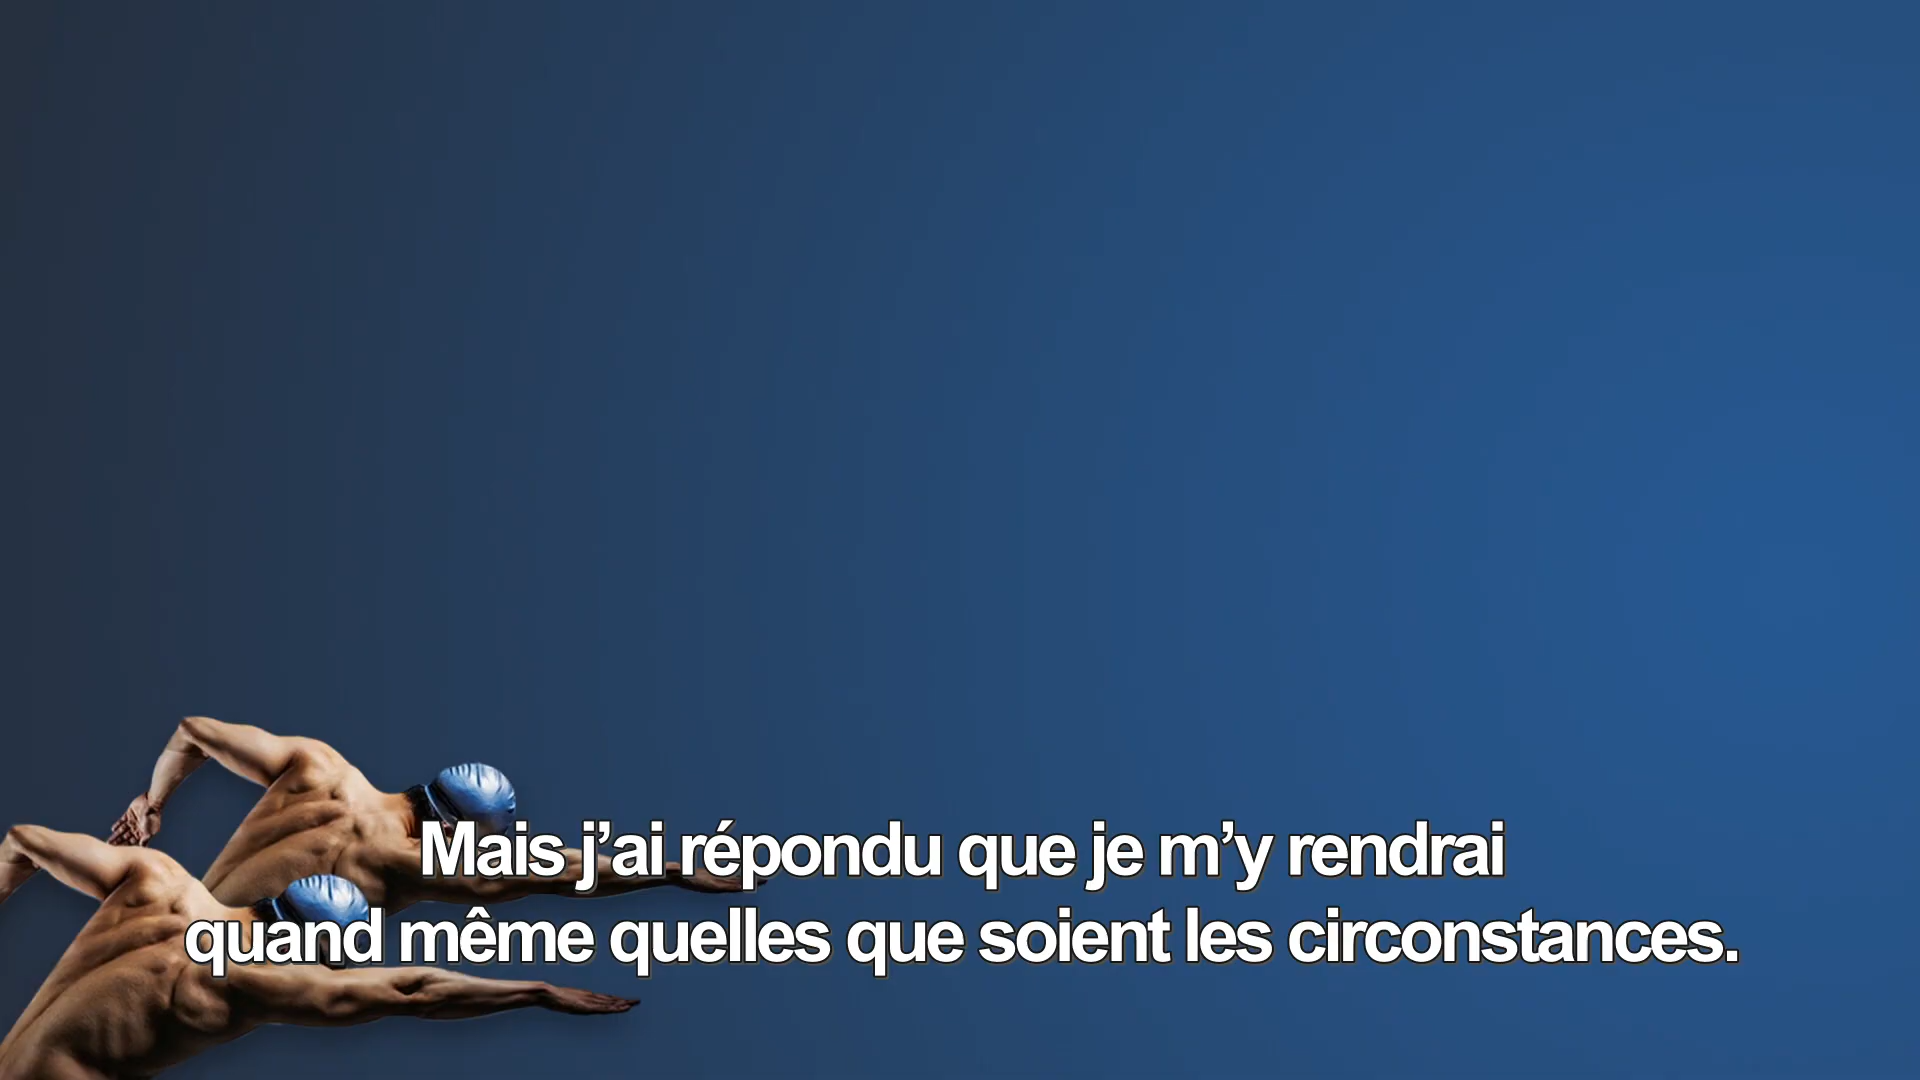 Mais j’ai répondu que je m’y rendrai
quand même quelles que soient les circonstances.